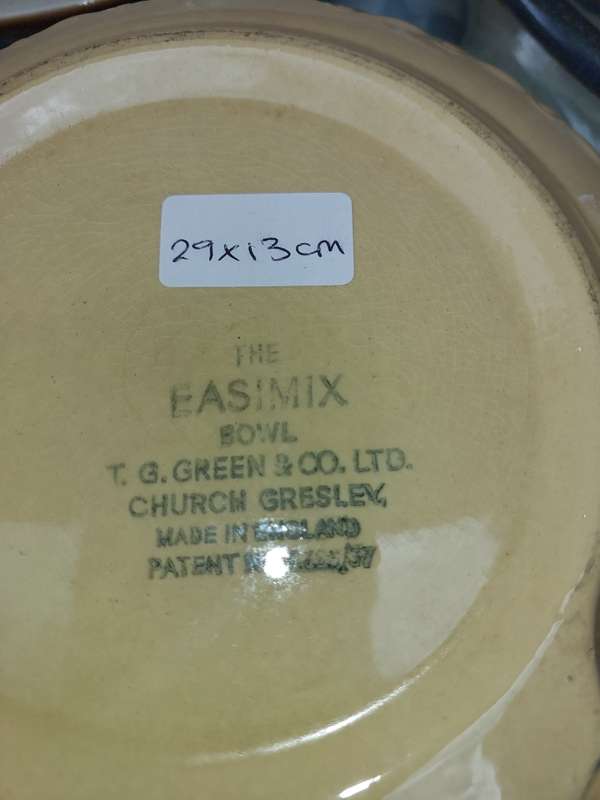 29x13cm
THE
EASIMIX
BOWL
T. G. GREEN & CO. LTD.
CHURCH GRESLEY,
MADE IN ENGLAND
PATENT